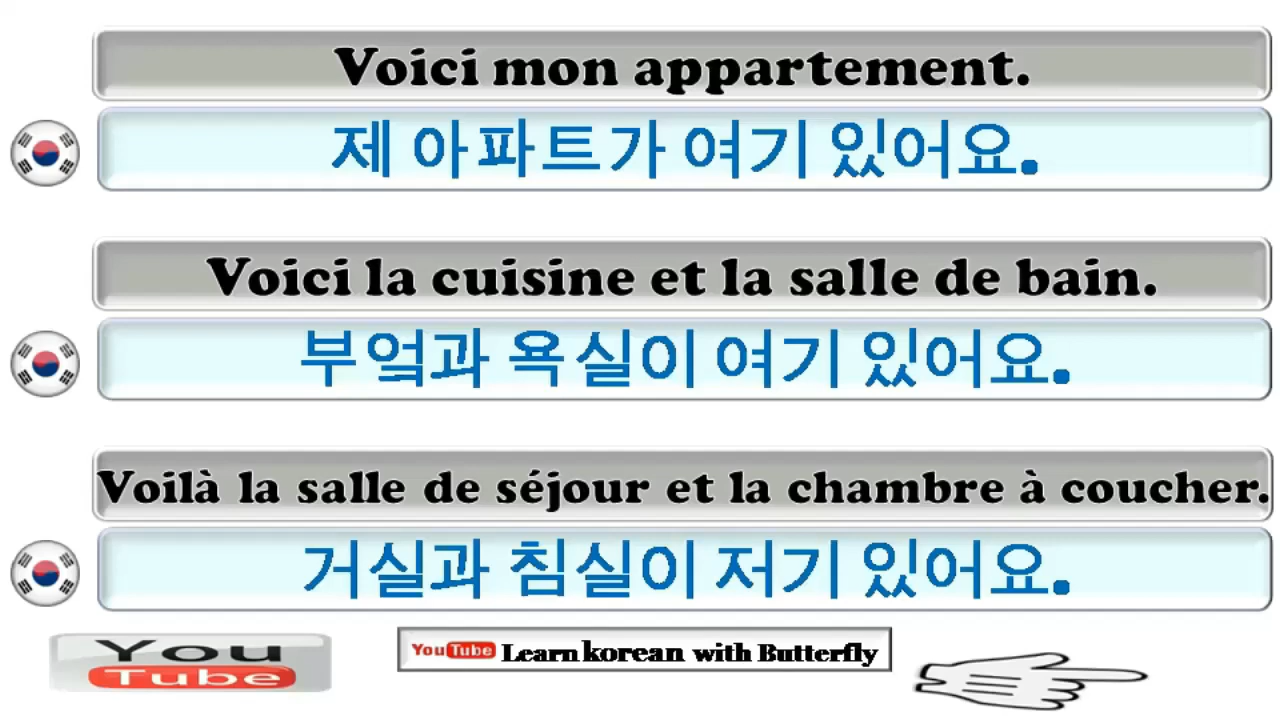 Voici mon appartement.
제 아파트가 여기 있어요.
Voici la cuisine et la salle de bain.
부엌과 욕실이 여기 있어요.
Voilà la salle de séjour et la chambre à coucher.
거실과 침실이 저기 있어요.
You
Tube
YouTube Learn korean with Butterfly